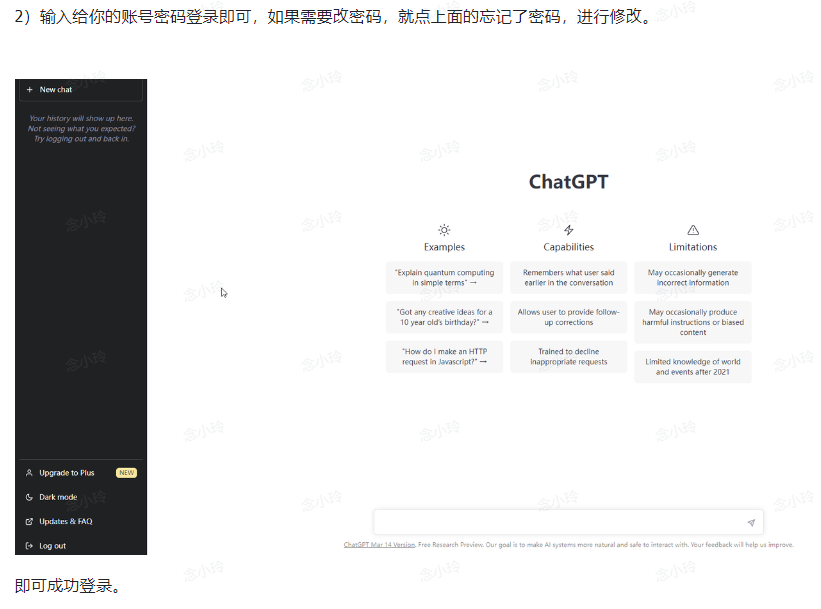 2）输入给你的账号密码登录即可，如果需要改密码，就点上面的忘记了密码，进行修改。
+ New chat
Your history will show up here.
Not seeing what you expected?
Try logging out and back in.
ChatGPT
Examples
Capabilities
Limitations
"Explain quantum computing
in simple terms" →
Remembers what user said
earlier in the conversation
May occasionally generate
incorrect information
"Got any creative ideas for a
10 year old's birthday?" →
Allows user to provide follow-
up corrections
May occasionally produce
harmful instructions or biased
content
"How do I make an HTTP
request in Javascript?" →
Trained to decline
inappropriate requests
Limited knowledge of world
and events after 2021
Upgrade to Plus NEW
Dark mode
Updates & FAQ
Log out
ChatGPT Mar 14 Version. Free Research Preview. Our goal is to make AI systems more natural and safe to interact with. Your feedback will help us improve.
即可成功登录。
念小玲